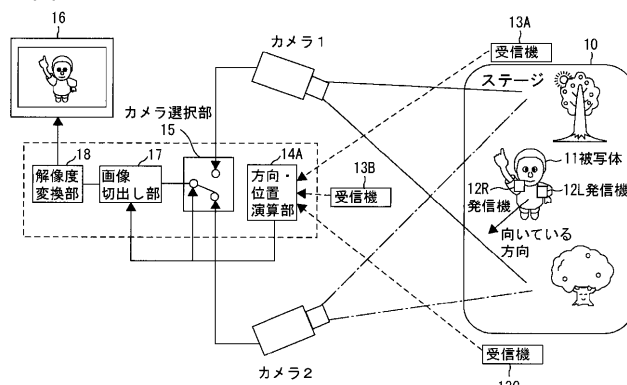 16
カメラ1
13A
受信機
10
ステージ
カメラ選択部
15
18
17
14A
解像度
変換部
画像
切出し部
方向・
位置
演算部
13B
受信機
11被写体
12R
発信機
12L発信機
向いている
方向
カメラ2
受信機
13C